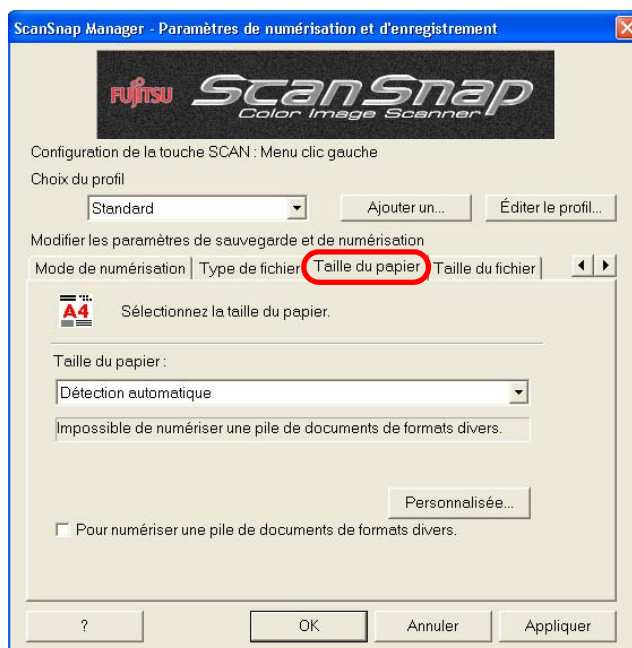 ScanSnap Manager - Paramètres de numérisation et d'enregistrement
FUJITSU ScanSnap
Color Image Scanner
Configuration de la touche SCAN : Menu clic gauche
Choix du profil
Standard Ajouter un... Éditer le profil...
Modifier les paramètres de sauvegarde et de numérisation
Mode de numérisation Type de fichier Taille du papier Taille du fichier
A4 Sélectionnez la taille du papier.
Taille du papier :
Détection automatique
Impossible de numériser une pile de documents de formats divers.
Personnalisée...
Pour numériser une pile de documents de formats divers.
? OK Annuler Appliquer